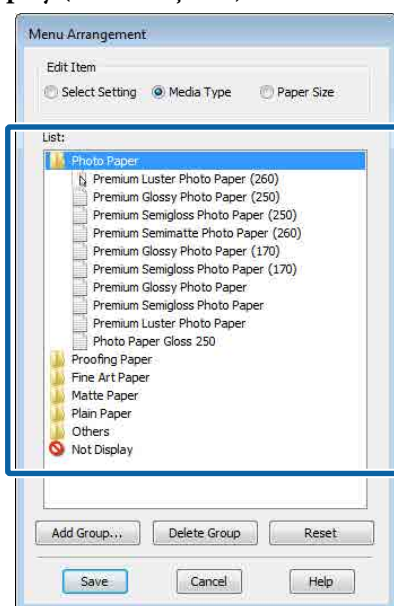 Menu Arrangement
Edit Item
Select Setting Media Type Paper Size
List:
Photo Paper
Premium Luster Photo Paper (260)
Premium Glossy Photo Paper (250)
Premium Semigloss Photo Paper (250)
Premium Semimatte Photo Paper (260)
Premium Glossy Photo Paper (170)
Premium Semigloss Photo Paper (170)
Premium Glossy Photo Paper
Premium Semigloss Photo Paper
Premium Luster Photo Paper
Photo Paper Gloss 250
Proofing Paper
Fine Art Paper
Matte Paper
Plain Paper
Others
Not Display
Add Group... Delete Group Reset
Save Cancel Help